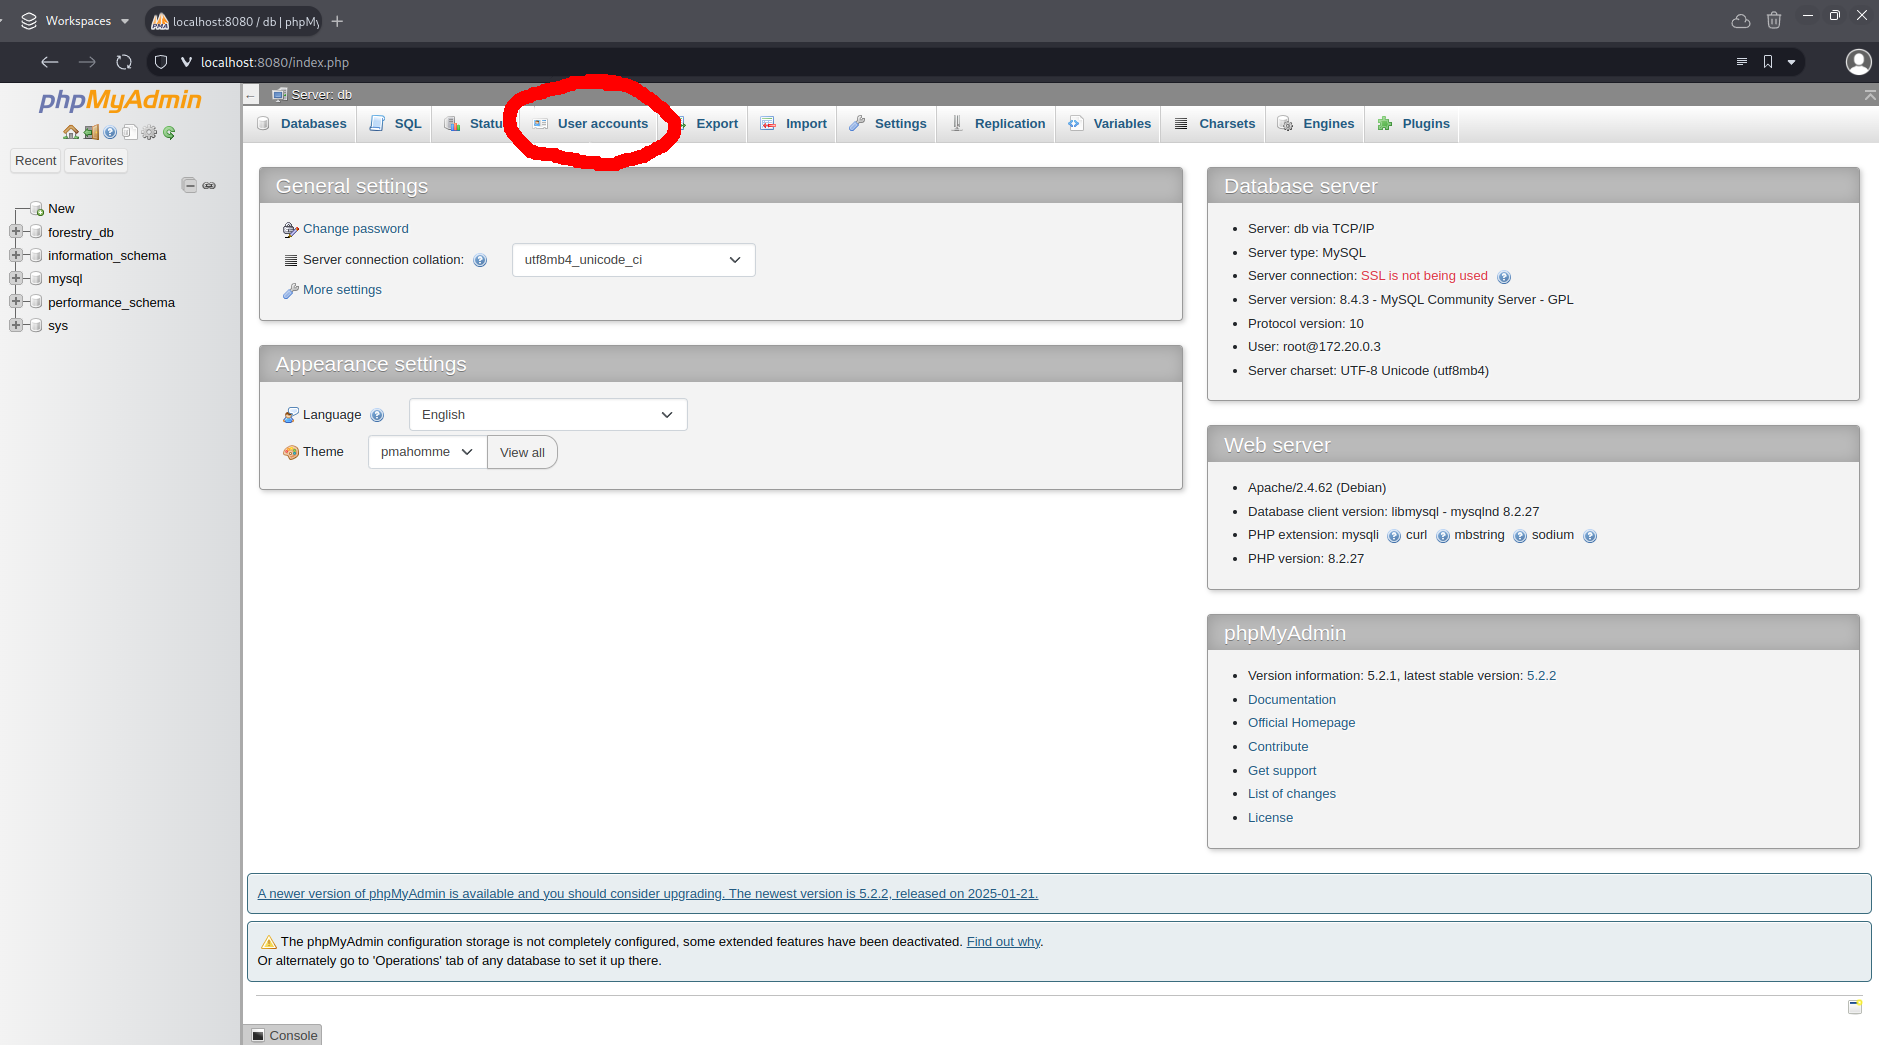 Workspaces
localhost:8080 / db | phpMy
localhost:8080/index.php
phpMyAdmin
Recent
Favorites
New
forestry_db
information_schema
mysql
performance_schema
sys
Server: db
Databases
SQL
Statu
User accounts
Export
Import
Settings
Replication
Variables
Charsets
Engines
Plugins
General settings
Change password
Server connection collation:
utf8mb4_unicode_ci
More settings
Appearance settings
Language
English
Theme
pmahomme
View all
Database server
Server: db via TCP/IP
Server type: MySQL
Server connection: SSL is not being used
Server version: 8.4.3 - MySQL Community Server - GPL
Protocol version: 10
User: root@172.20.0.3
Server charset: UTF-8 Unicode (utf8mb4)
Web server
Apache/2.4.62 (Debian)
Database client version: libmysql - mysqlnd 8.2.27
PHP extension: mysqli curl mbstring sodium
PHP version: 8.2.27
phpMyAdmin
Version information: 5.2.1, latest stable version: 5.2.2
Documentation
Official Homepage
Contribute
Get support
List of changes
License
A newer version of phpMyAdmin is available and you should consider upgrading. The newest version is 5.2.2, released on 2025-01-21.
The phpMyAdmin configuration storage is not completely configured, some extended features have been deactivated. Find out why.
Or alternately go to 'Operations' tab of any database to set it up there.
Console